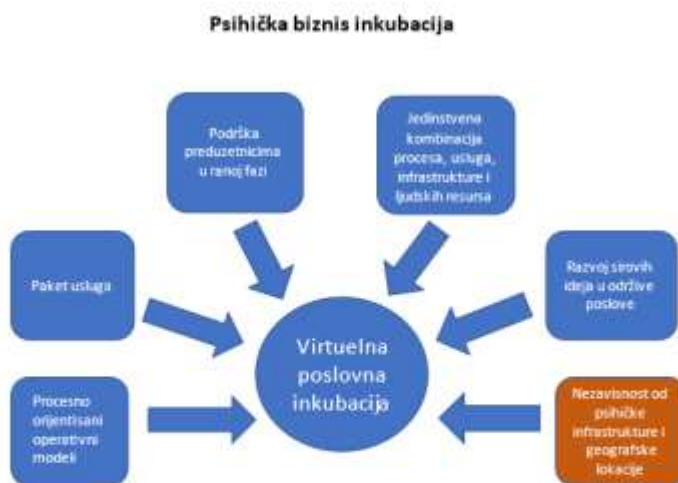 Psihička biznis inkubacija
Podrška
preduzetnicima
u ranoj fazi
Jedinstvena
kombinacija
procesa, usluga,
infrastrukture i
ljudskih resursa
Paket usluga
Razvoj sirovih
ideja u održive
poslove
Virtuelna
poslovna
inkubacija
Procesno
orijentisani
operativni
modeli
Nezavisnost od
psihičke
infrastrukture i
geografske
lokacije